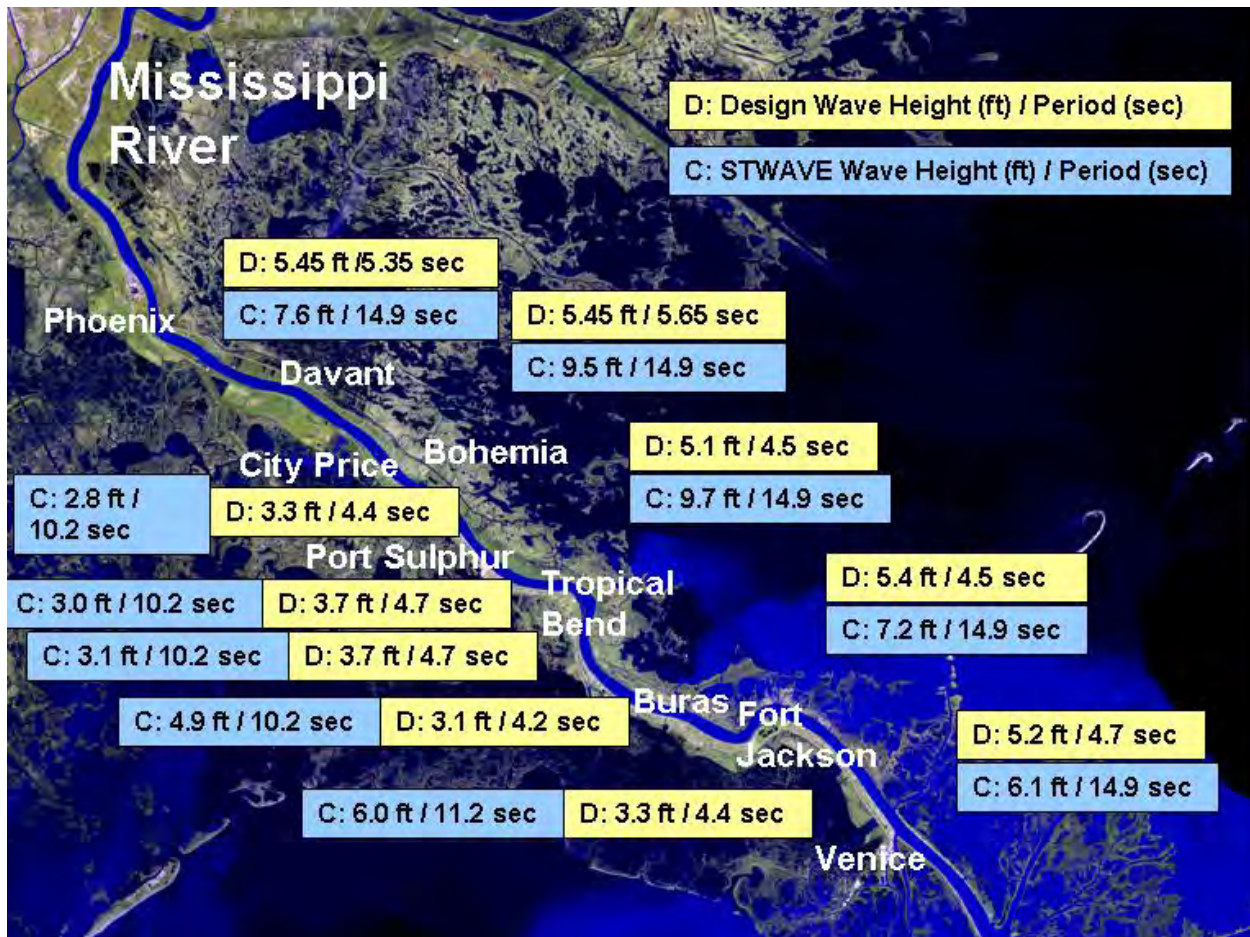 Mississippi
River
D: Design Wave Height (ft) / Period (sec)
C: STWAVE Wave Height (ft) / Period (sec)
D: 5.45 ft /5.35 sec
C: 7.6 ft / 14.9 sec
Phoenix
D: 5.45 ft / 5.65 sec
C: 9.5 ft / 14.9 sec
Davant
D: 5.1 ft / 4.5 sec
C: 9.7 ft / 14.9 sec
Bohemia
City Price
C: 2.8 ft /
10.2 sec
D: 3.3 ft / 4.4 sec
Port Sulphur
Tropical
Bend
D: 5.4 ft / 4.5 sec
C: 7.2 ft / 14.9 sec
C: 3.0 ft / 10.2 sec
D: 3.7 ft / 4.7 sec
C: 3.1 ft / 10.2 sec
D: 3.7 ft / 4.7 sec
C: 4.9 ft / 10.2 sec
D: 3.1 ft / 4.2 sec
Buras
Fort
Jackson
D: 5.2 ft / 4.7 sec
C: 6.1 ft / 14.9 sec
C: 6.0 ft / 11.2 sec
D: 3.3 ft / 4.4 sec
Venice